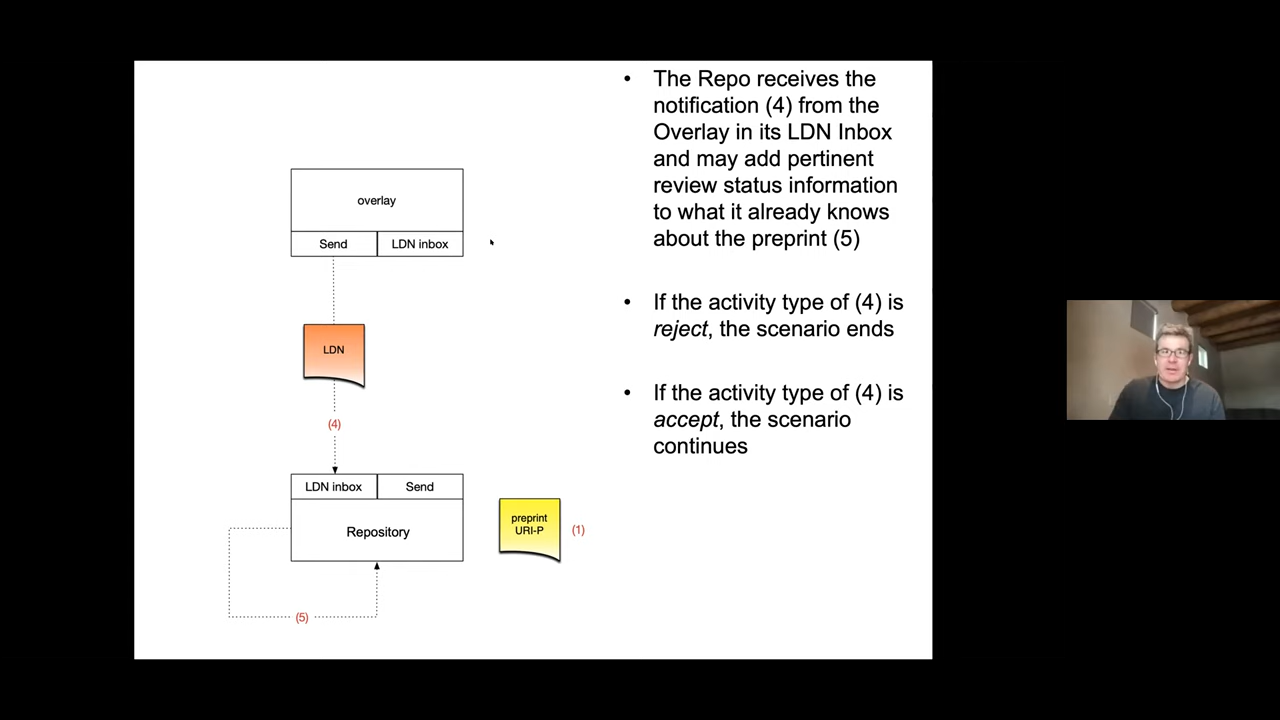 overlay
Send
LDN inbox
LDN
(4)
LDN inbox
Send
Repository
preprint
URI-P
(1)
(5)
• The Repo receives the
notification (4) from the
Overlay in its LDN Inbox
and may add pertinent
review status information
to what it already knows
about the preprint (5)
• If the activity type of (4) is
reject, the scenario ends
• If the activity type of (4) is
accept, the scenario
continues